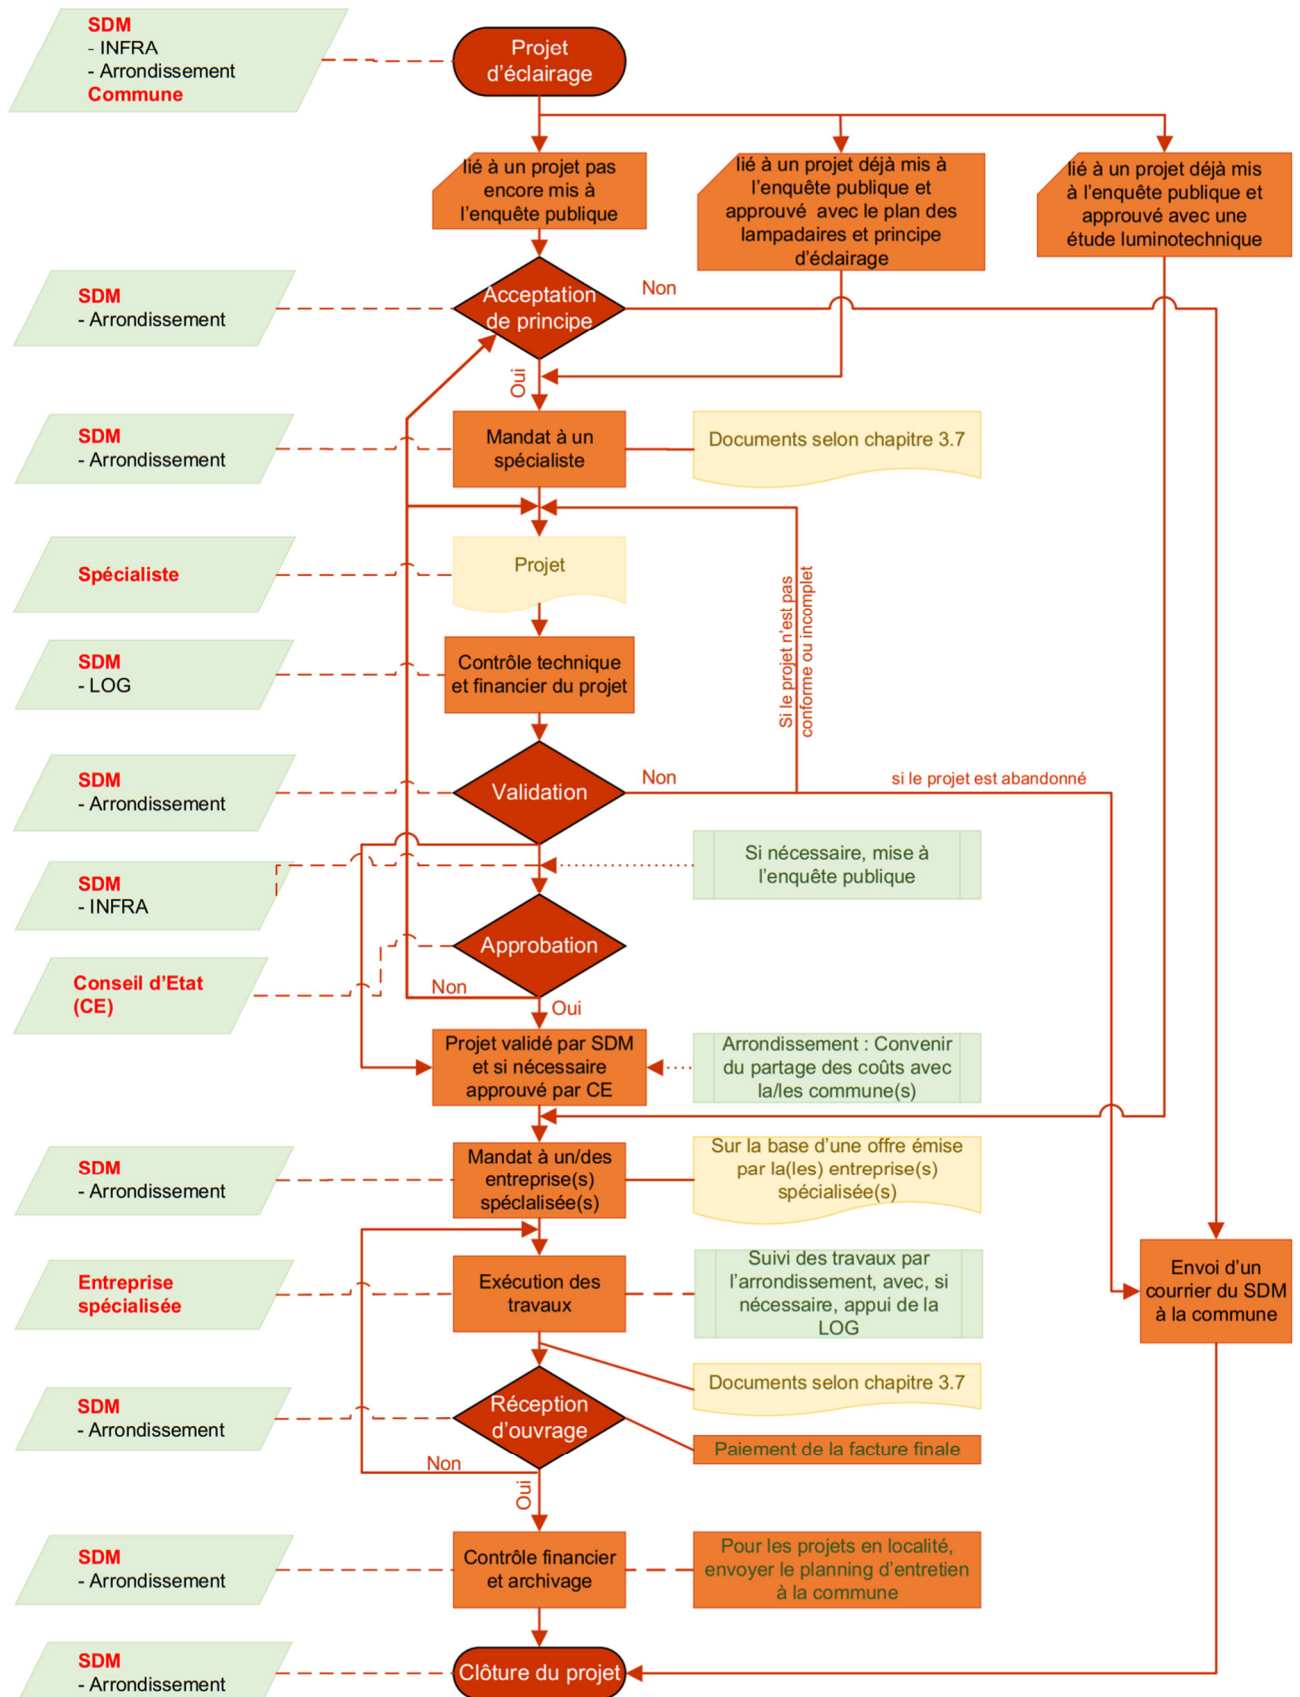 SDM
- INFRA
- Arrondissement
Commune
Projet
d’éclairage
lié à un projet pas
encore mis à
l’enquête publique
lié à un projet déjà mis à
l’enquête publique et
approuvé avec le plan des
lampadaires et principe
d’éclairage
lié à un projet déjà mis
à l’enquête publique et
approuvé avec une
étude luminotechnique
SDM
- Arrondissement
Acceptation
de principe
Non
Oui
SDM
- Arrondissement
Mandat à un
spécialiste
Documents selon chapitre 3.7
Spécialiste
Projet
Si le projet n’est pas
conforme ou incomplet
SDM
- LOG
Contrôle technique
et financier du projet
SDM
- Arrondissement
Validation
Non
si le projet est abandonné
SDM
- INFRA
Si nécessaire, mise à
l’enquête publique
Conseil d’Etat
(CE)
Approbation
Non
Oui
Projet validé par SDM
et si nécessaire
approuvé par CE
Arrondissement : Convenir
du partage des coûts avec
la/les commune(s)
SDM
- Arrondissement
Mandat à un/des
entreprise(s)
spéclalisée(s)
Sur la base d’une offre émise
par la(les) entreprise(s)
spécialisée(s)
Entreprise
spécialisée
Exécution des
travaux
Suivi des travaux par
l’arrondissement, avec, si
nécessaire, appui de la
LOG
Envoi d’un
courrier du SDM
à la commune
Documents selon chapitre 3.7
SDM
- Arrondissement
Réception
d’ouvrage
Paiement de la facture finale
Non
Oui
SDM
- Arrondissement
Contrôle financier
et archivage
Pour les projets en localité,
envoyer le planning d’entretien
à la commune
SDM
- Arrondissement
Clôture du projet